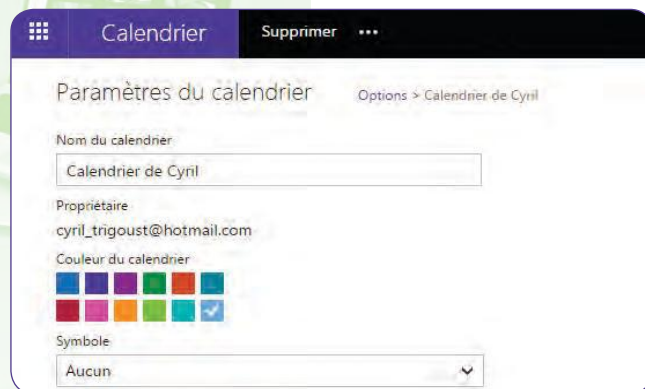 Calendrier Supprimer •••
Paramètres du calendrier Options > Calendrier de Cyril
Nom du calendrier
Calendrier de Cyril
Propriétaire
cyril_trigoust@hotmail.com
Couleur du calendrier
Symbole
Aucun